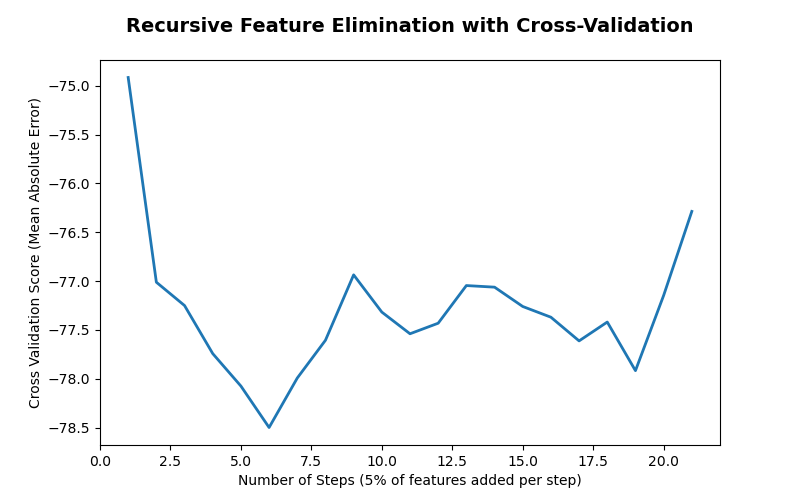 Recursive Feature Elimination with Cross-Validation
Cross Validation Score (Mean Absolute Error)
−75.0
−75.5
−76.0
−76.5
−77.0
−77.5
−78.0
−78.5
0.0 2.5 5.0 7.5 10.0 12.5 15.0 17.5 20.0
Number of Steps (5% of features added per step)